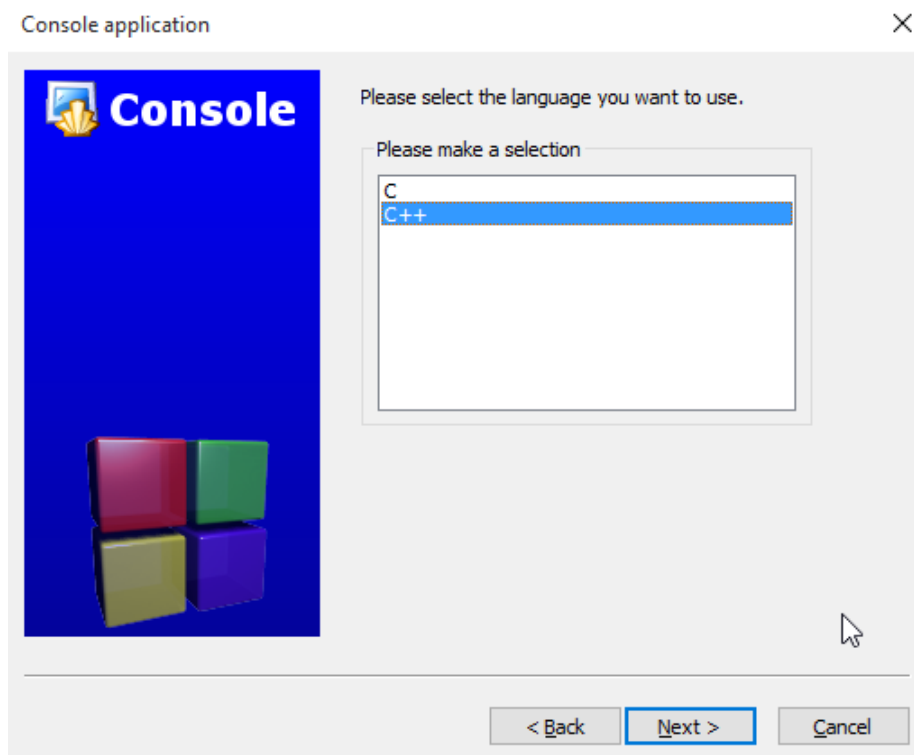 Console application
Console
Please select the language you want to use.
Please make a selection
C
C++
< Back
Next >
Cancel